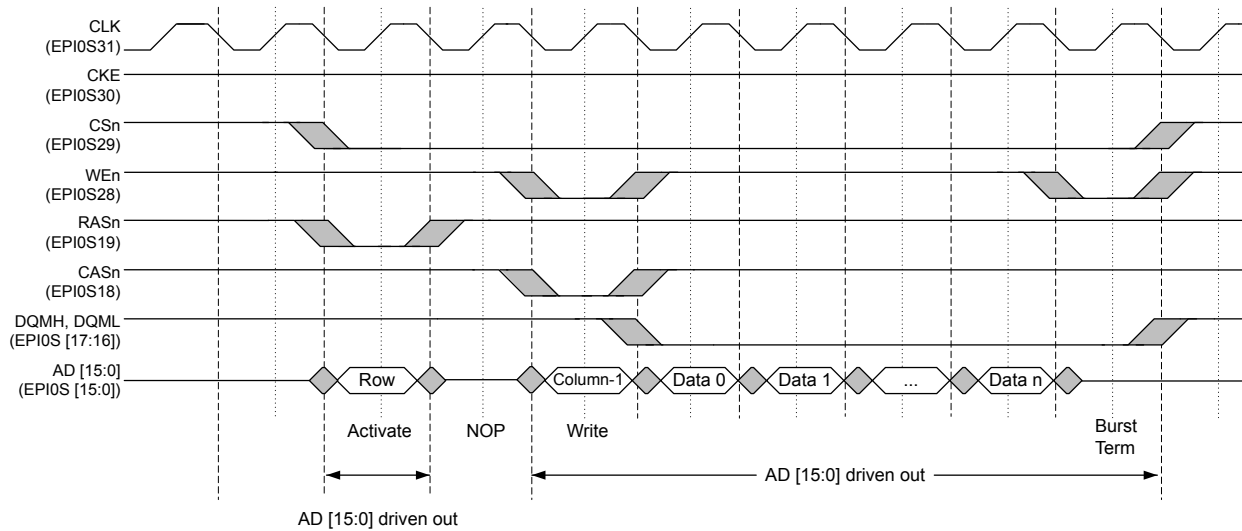 CLK
(EPI0S31)
CKE
(EPI0S30)
CSn
(EPI0S29)
WEn
(EPI0S28)
RASn
(EPI0S19)
CASn
(EPI0S18)
DQMH, DQML
(EPI0S [17:16])
AD [15:0]
(EPI0S [15:0])
Row
Column-1
Data 0
Data 1
...
Data n
Activate
NOP
Write
Burst
Term
AD [15:0] driven out
AD [15:0] driven out